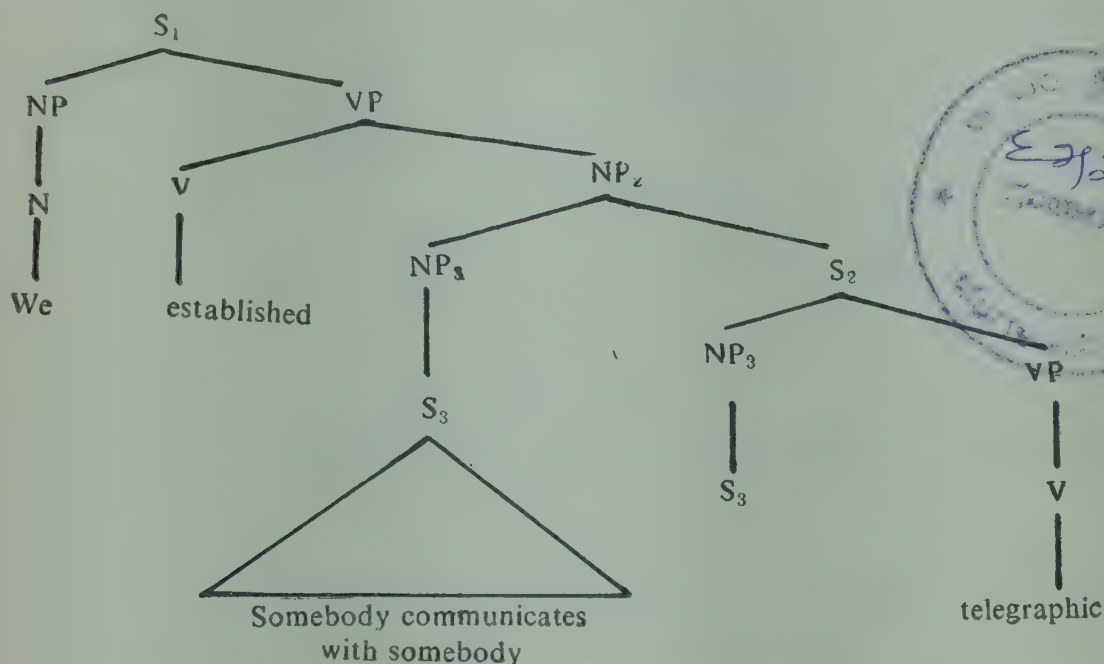 S₁
NP VP
N V NP₂
We established NP₃ S₂
S₃ NP₃ VP
S₃ V
Somebody communicates telegraphic
with somebody